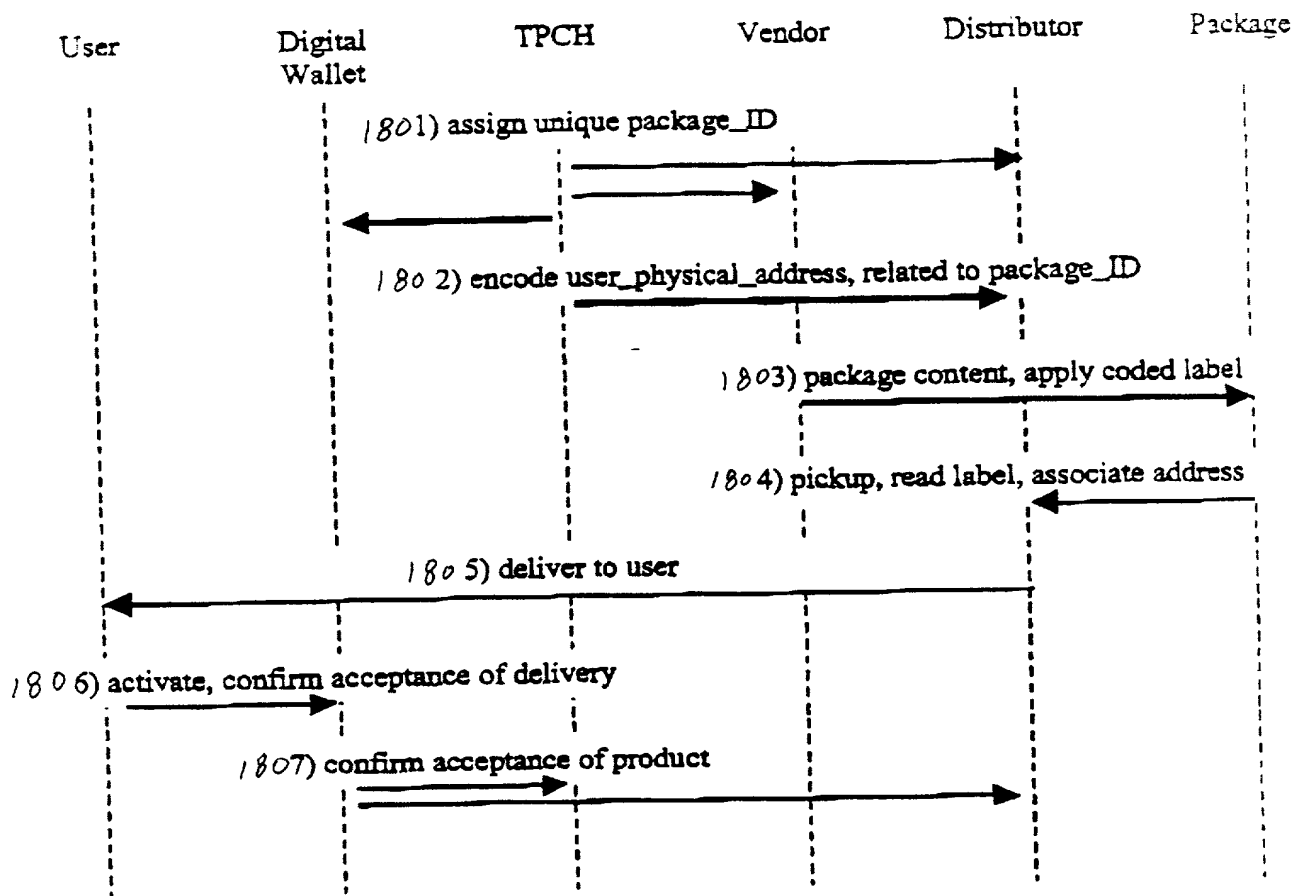 User Digital Wallet TPCH Vendor Distributor Package
1801) assign unique package_ID
1802) encode user_physical_address, related to package_ID
1803) package content, apply coded label
1804) pickup, read label, associate address
1805) deliver to user
1806) activate, confirm acceptance of delivery
1807) confirm acceptance of product